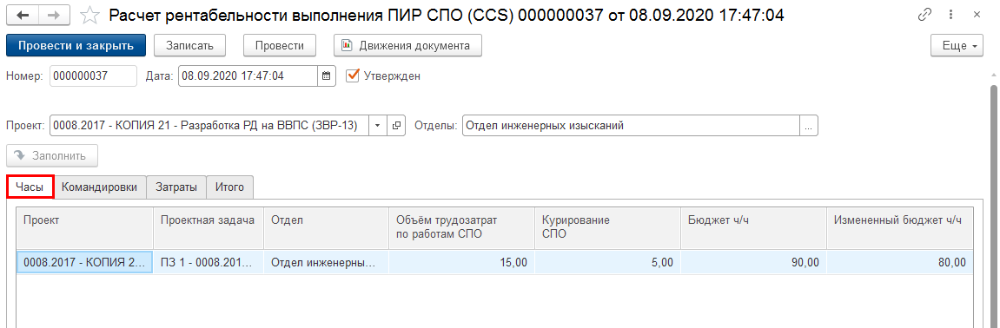 Расчет рентабельности выполнения ПИР СПО (CCS) 000000037 от 08.09.2020 17:47:04
Провести и закрыть Записать Провести Движения документа Еще
Номер: 000000037 Дата: 08.09.2020 17:47:04 Утвержден
Проект: 0008.2017 - КОПИЯ 21 - Разработка РД на ВВПС (ЗВР-13) Отделы: Отдел инженерных изысканий ...
Заполнить
Часы Командировки Затраты Итого
Проект Проектная задача Отдел Объём трудозатрат Курирование Бюджет ч/ч Измененный бюджет ч/ч
по работам СПО СПО
0008.2017 - КОПИЯ 2... ПЗ 1 - 0008.201... Отдел инженерны... 15,00 5,00 90,00 80,00